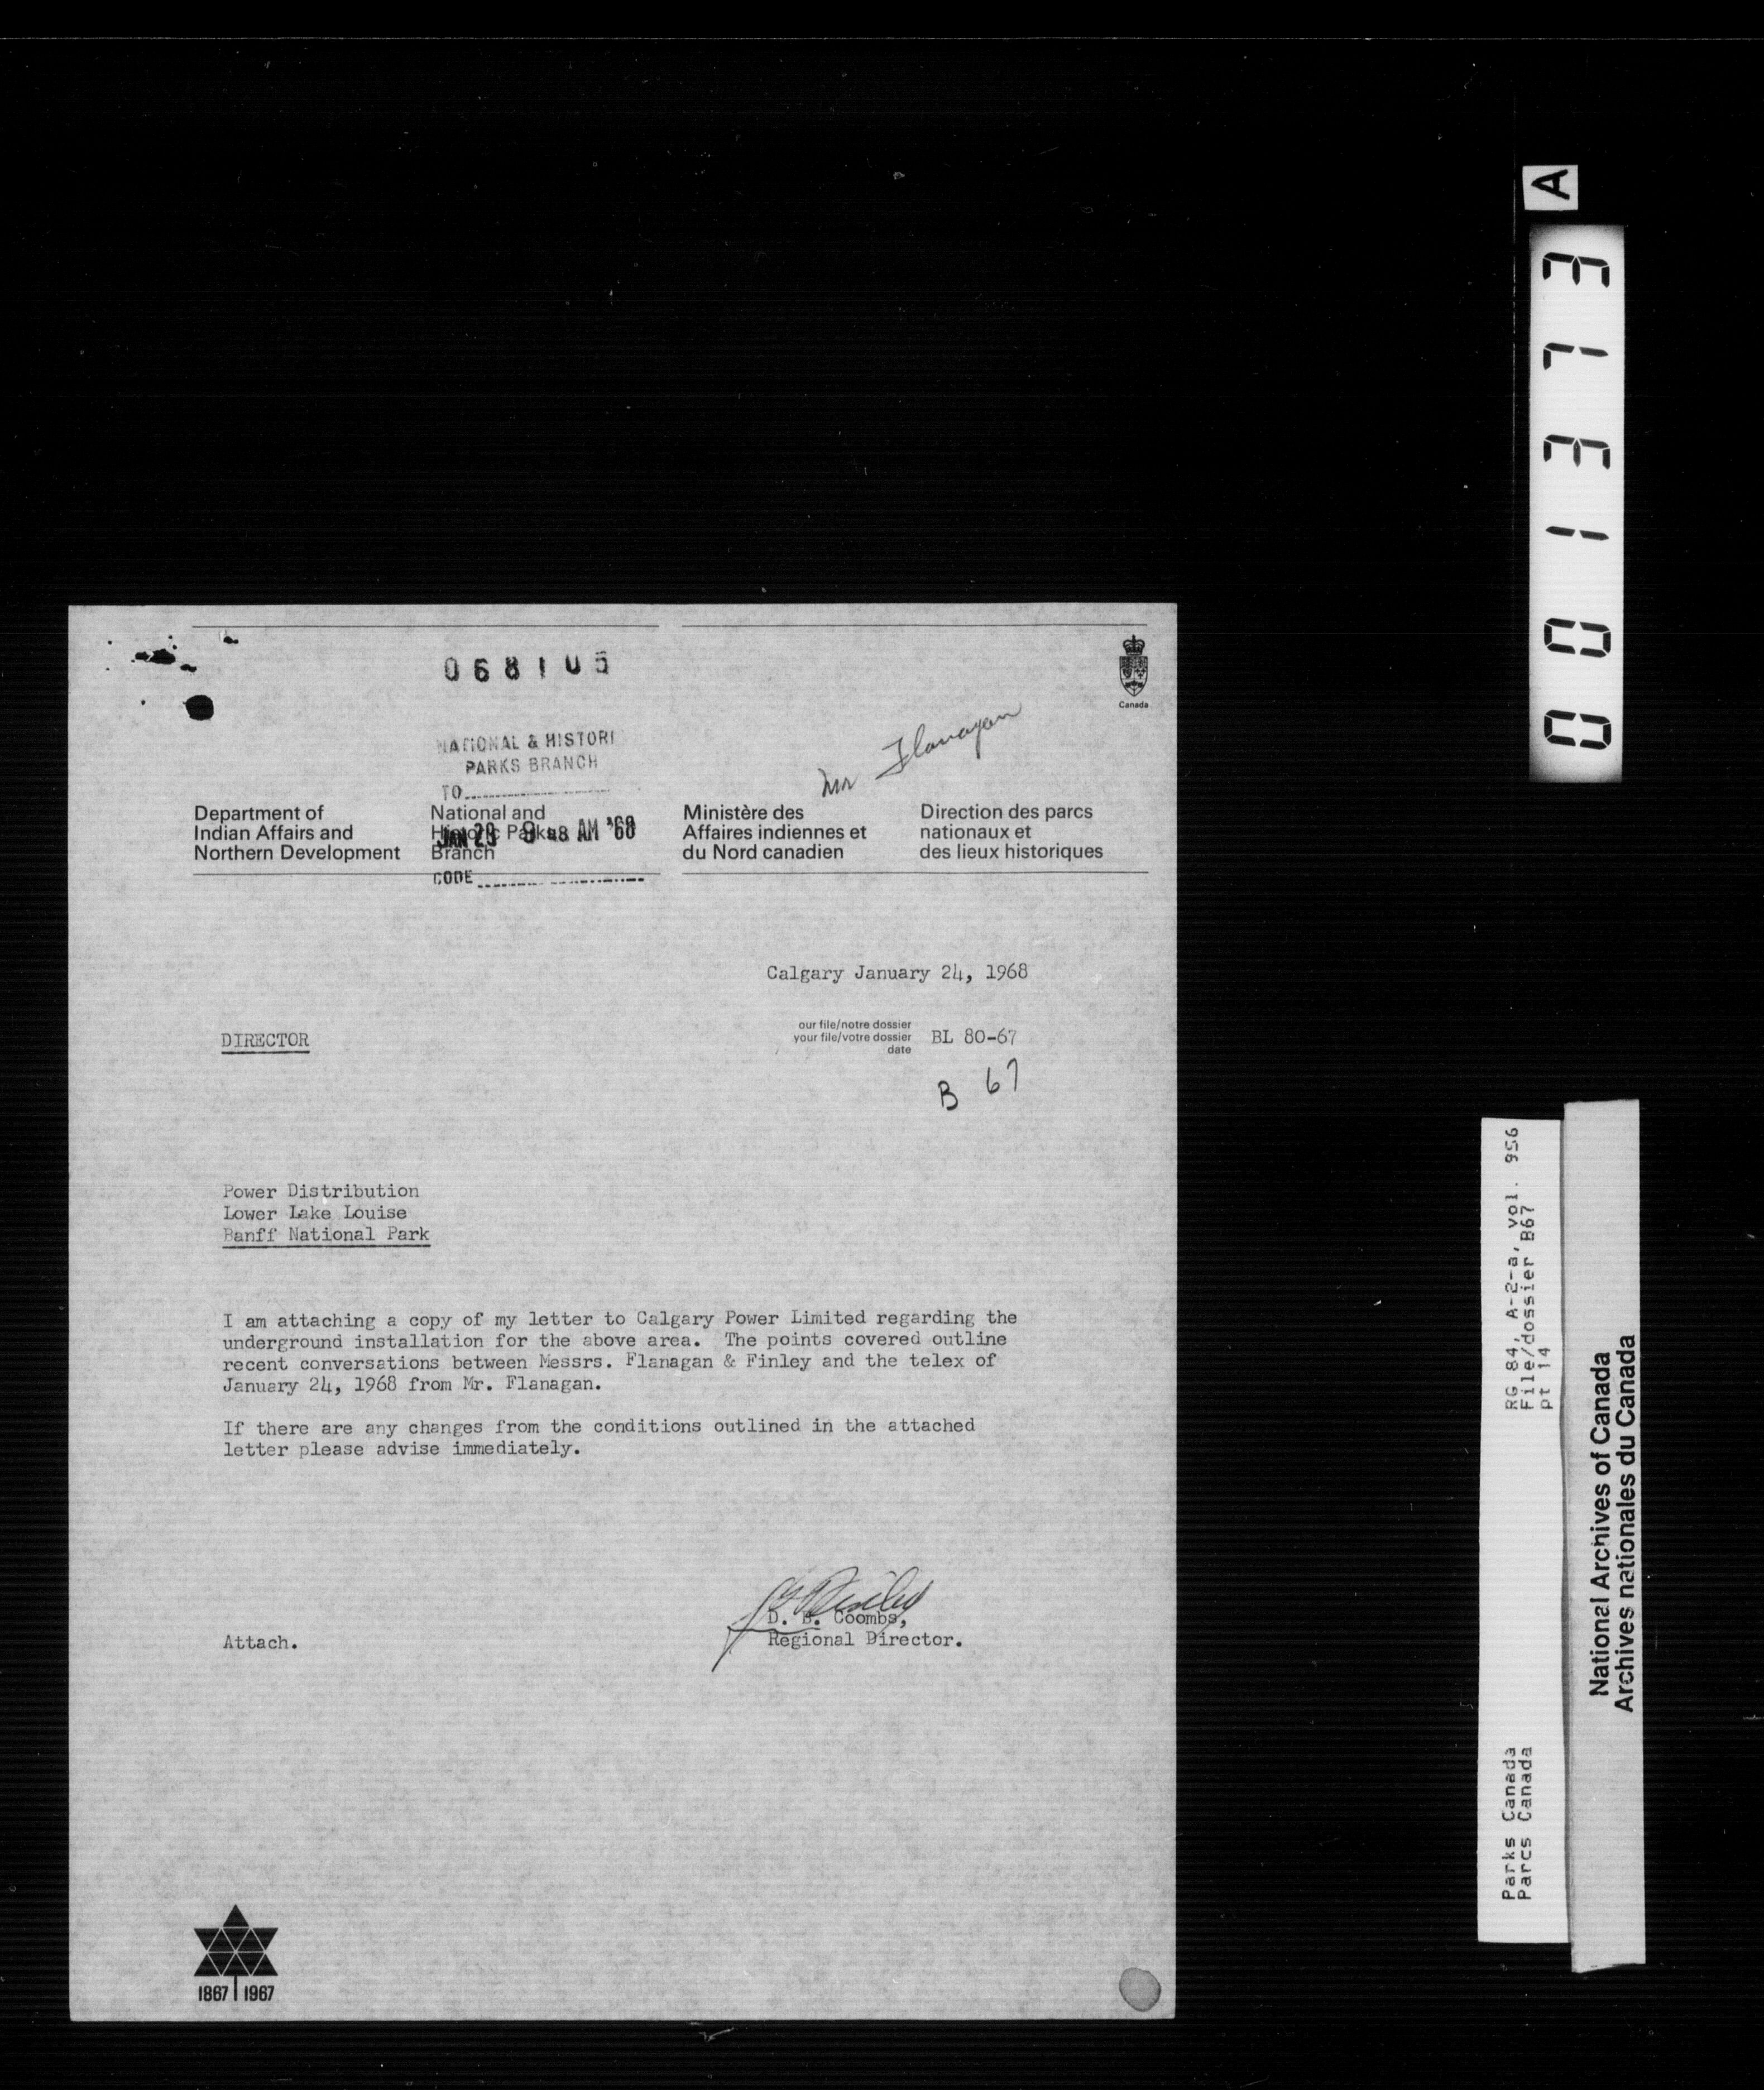 068105
Canada
NATIONAL & HISTORI
PARKS BRANCH
TO
Mr Flanagan
Department of
Indian Affairs and
Northern Development
National and
Historic Parks
Branch
JAN 29 9 48 AM '68
CODE
Ministère des
Affaires indiennes et
du Nord canadien
Direction des parcs
nationaux et
des lieux historiques
Calgary January 24, 1968
DIRECTOR
our file/notre dossier
your file/votre dossier BL 80-67
date
B 67
Power Distribution
Lower Lake Louise
Banff National Park
I am attaching a copy of my letter to Calgary Power Limited regarding the
underground installation for the above area. The points covered outline
recent conversations between Messrs. Flanagan & Finley and the telex of
January 24, 1968 from Mr. Flanagan.
If there are any changes from the conditions outlined in the attached
letter please advise immediately.
D. B. Coombs,
Attach.
Regional Director.
1867 1967
A
001373
RG 84, A-2-a, vol. 956
File/dossier B67
pt 14
Parks Canada
Parcs Canada
National Archives of Canada
Archives nationales du Canada